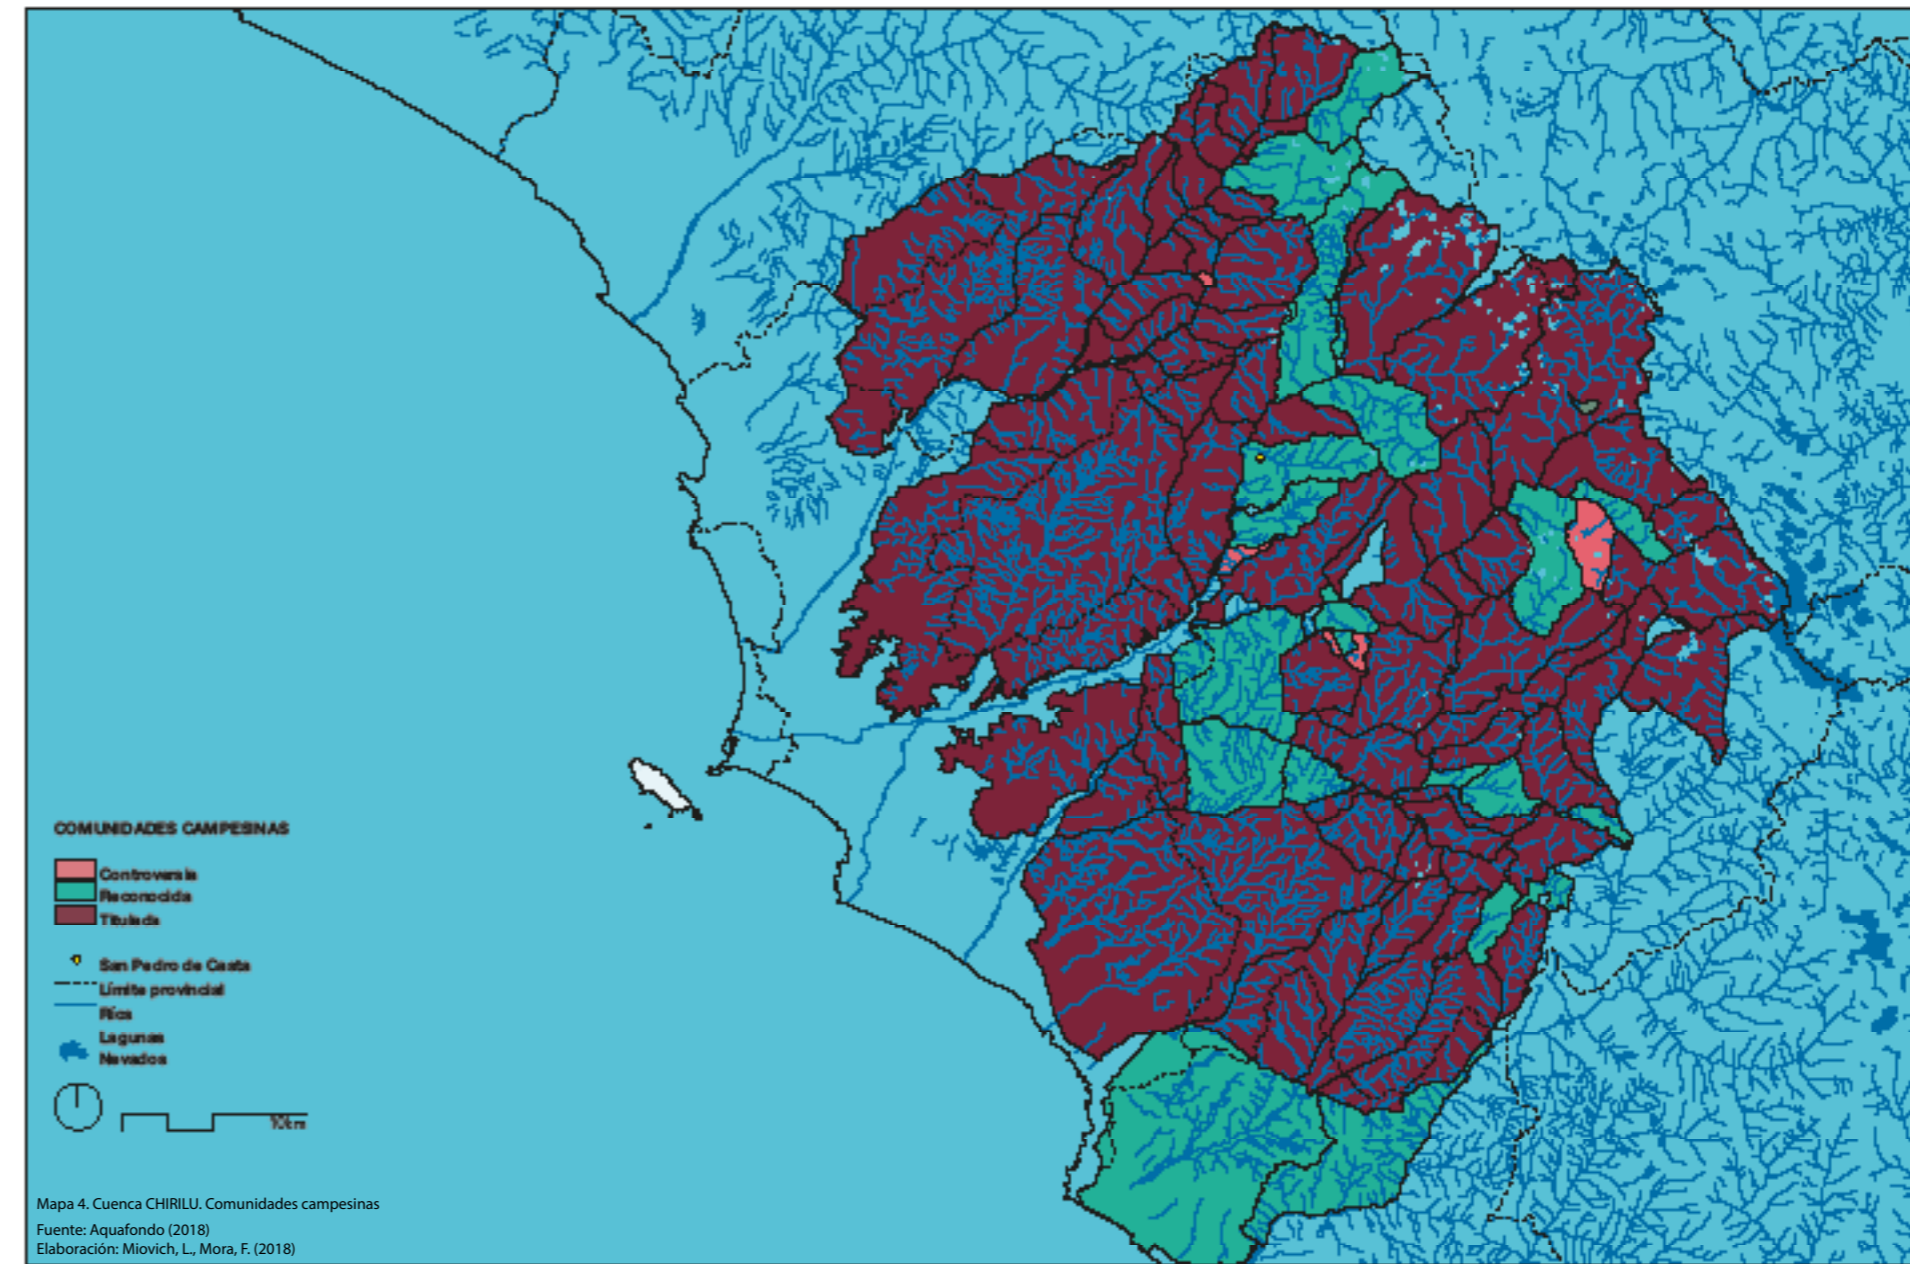 COMUNIDADES CAMPESINAS
Controversia
Reconocida
Titulada
San Pedro de Casta
Límite provincial
Ríos
Lagunas
Nevados
10km
Mapa 4. Cuenca CHIRILU. Comunidades campesinas
Fuente: Aquafondo (2018)
Elaboración: Miovich, L., Mora, F. (2018)